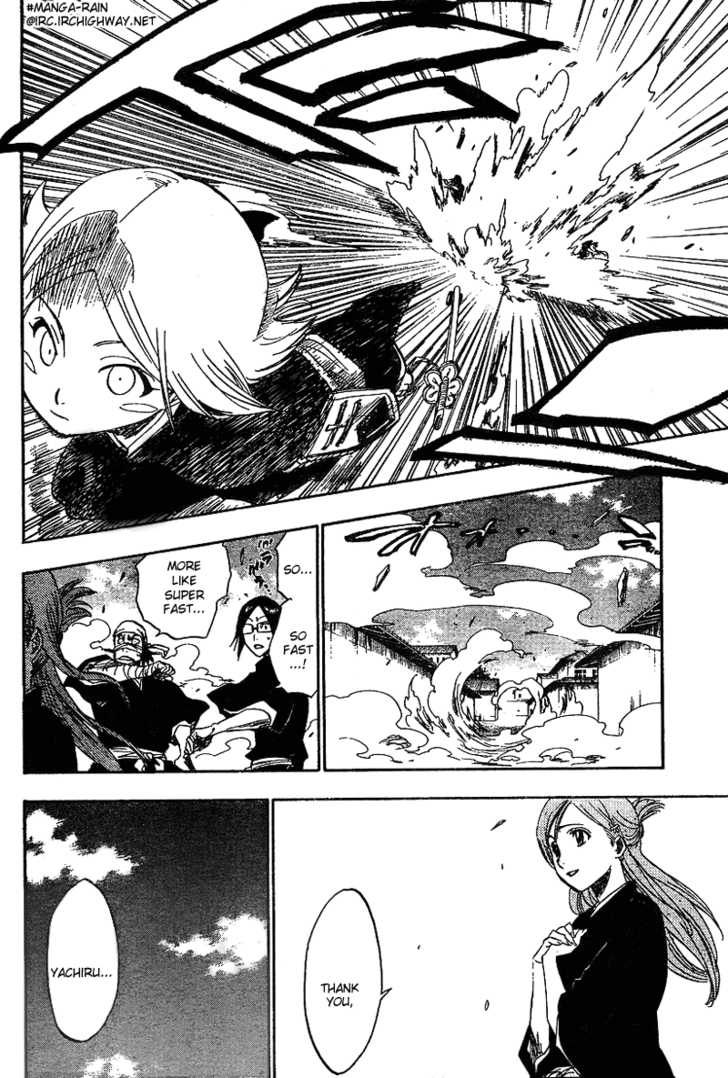 #MANGA-RAIN
@IRC.IRCHIGHWAY.NET
SO...
SO
FAST
...!
MORE
LIKE
SUPER
FAST...
THANK
YOU,
YACHIRU...